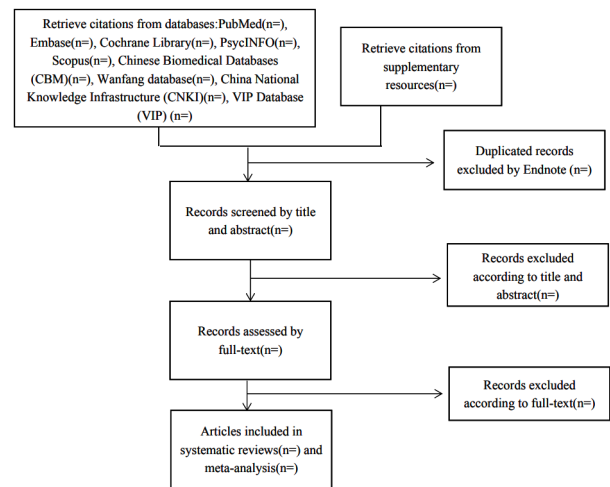 Retrieve citations from databases:PubMed(n=),
Embase(n=), Cochrane Library(n=), PsycINFO(n=),
Scopus(n=), Chinese Biomedical Databases
(CBM)(n=), Wanfang database(n=), China National
Knowledge Infrastructure (CNKI)(n=), VIP Database
(VIP) (n=)
Retrieve citations from
supplementary
resources(n=)
Duplicated records
excluded by Endnote (n=)
Records screened by title
and abstract(n=)
Records excluded
according to title and
abstract(n=)
Records assessed by
full-text(n=)
Records excluded
according to full-text(n=)
Articles included in
systematic reviews(n=) and
meta-analysis(n=)